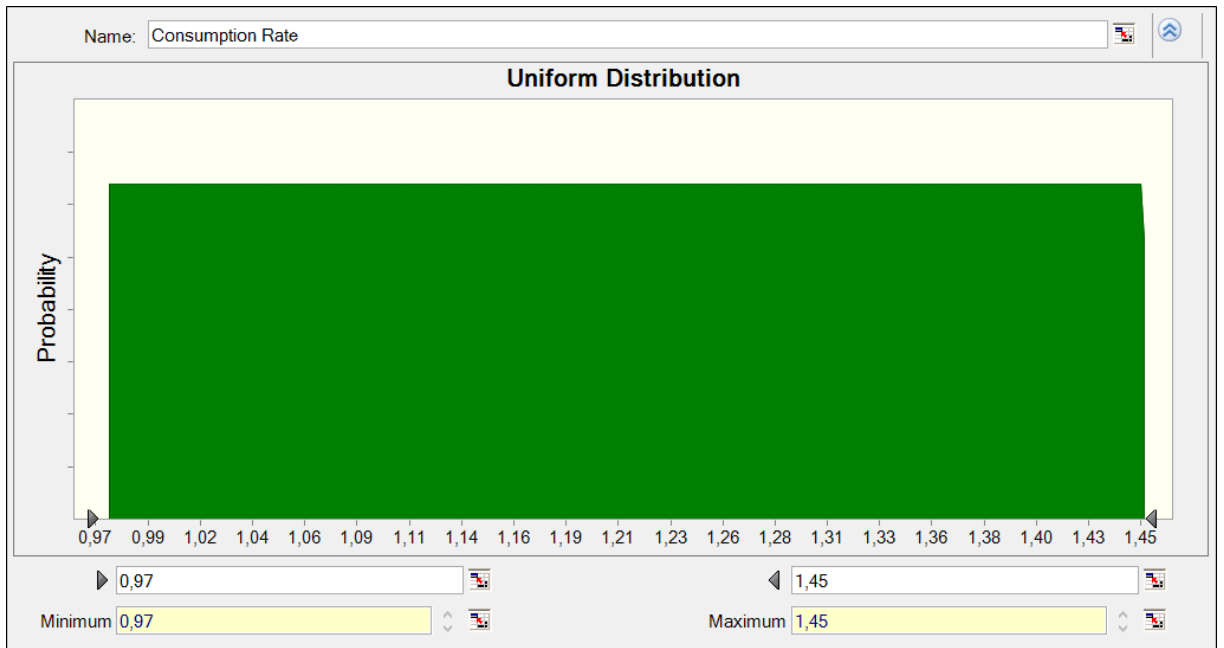 Name: Consumption Rate
Uniform Distribution
Probability
0,97 0,99 1,02 1,04 1,06 1,09 1,11 1,14 1,16 1,19 1,21 1,23 1,26 1,28 1,31 1,33 1,36 1,38 1,40 1,43 1,45
0,97 1,45
Minimum 0,97 Maximum 1,45